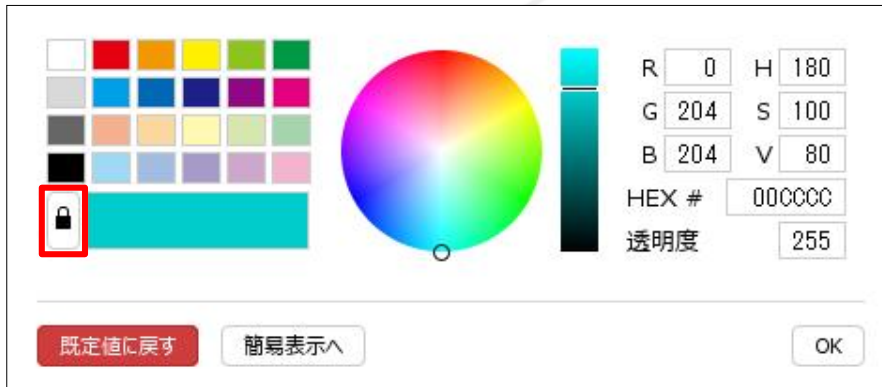 R 0 H 180
G 204 S 100
B 204 V 80
HEX # 00CCCC
透明度 255
既定値に戻す 簡易表示へ OK